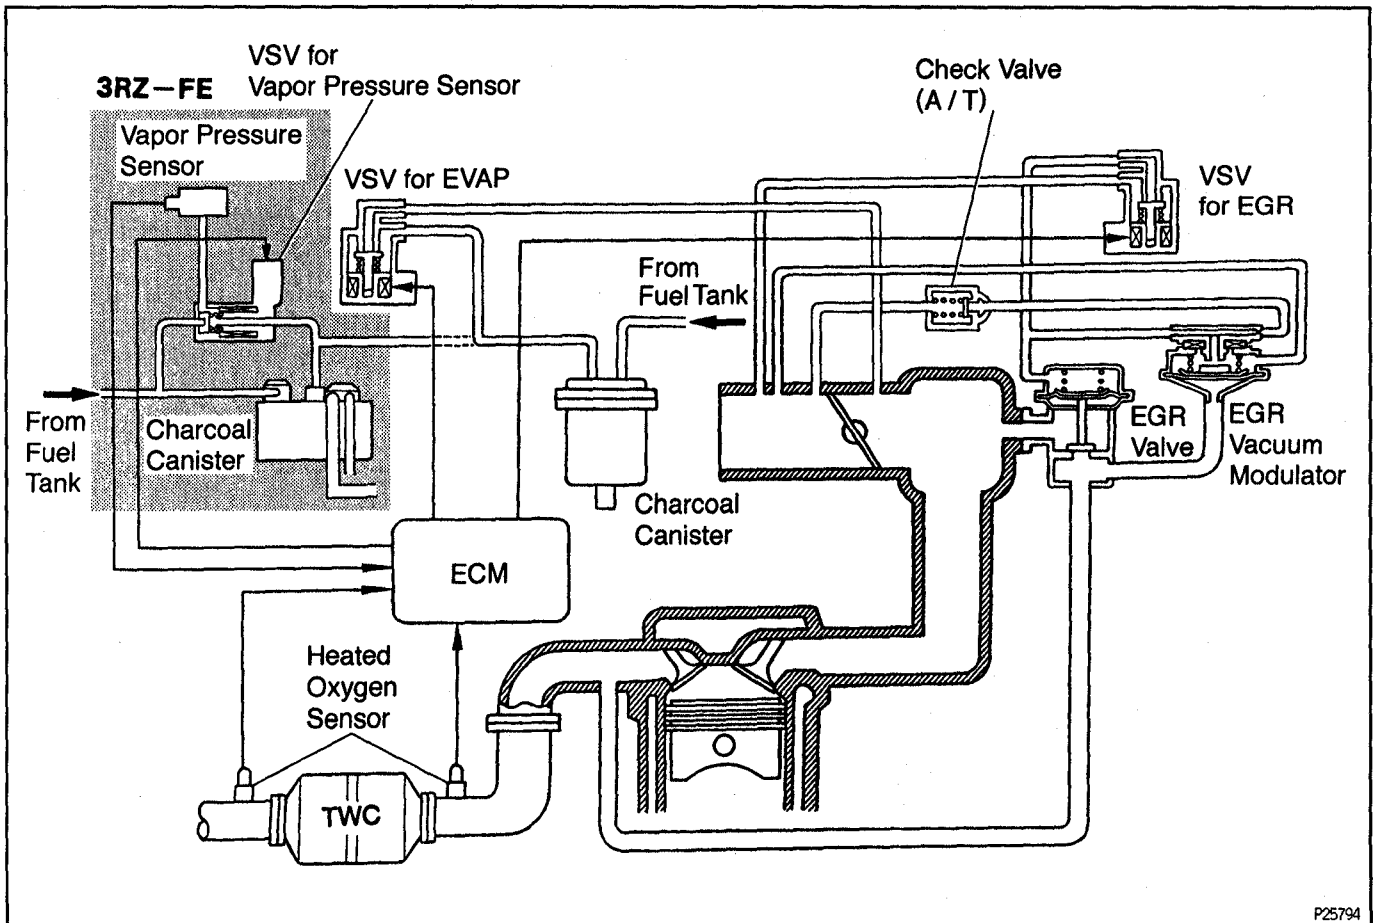 VSV for
Vapor Pressure Sensor
3RZ-FE
Vapor Pressure
Sensor
VSV for EVAP
Check Valve
(A / T)
VSV
for EGR
From
Fuel Tank
From
Fuel
Tank
Charcoal
Canister
Charcoal
Canister
EGR
Valve
EGR
Vacuum
Modulator
ECM
Heated
Oxygen
Sensor
TWC
P25794